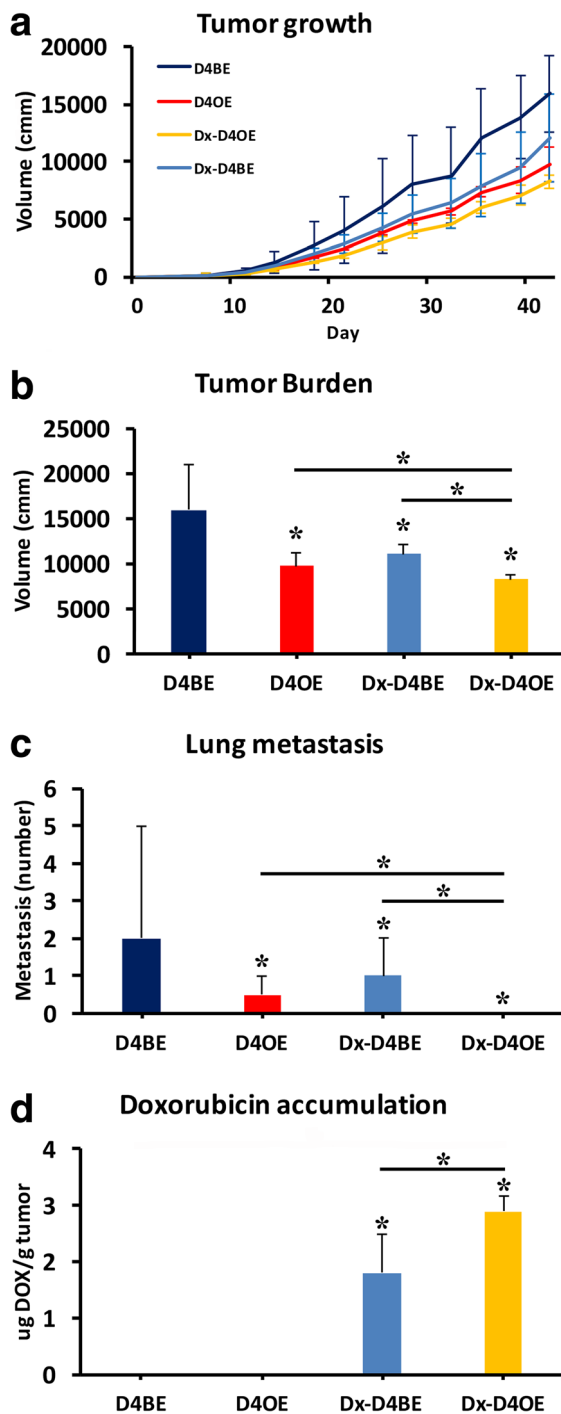 a
Tumor growth
20000
15000
10000
5000
0
Volume (cmm)
D4BE
D4OE
Dx-D4OE
Dx-D4BE
0 10 20 30 40
Day
b
Tumor Burden
25000
20000
15000
10000
5000
0
Volume (cmm)
*
*
* * *
D4BE D4OE Dx-D4BE Dx-D4OE
c
Lung metastasis
6
5
4
3
2
1
0
Metastasis (number)
*
*
* * *
D4BE D4OE Dx-D4BE Dx-D4OE
d
Doxorubicin accumulation
4
3
2
1
0
ug DOX/g tumor
*
* *
D4BE D4OE Dx-D4BE Dx-D4OE